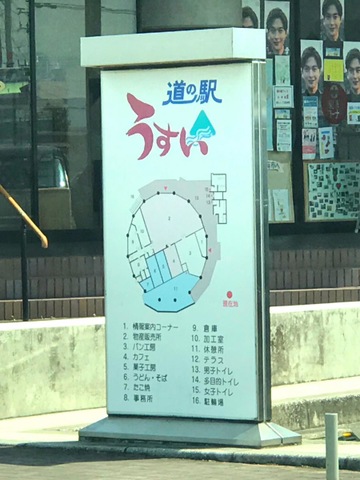 道の駅
うすい
現在地
1. 情報案内コーナー
2. 物産販売所
3. パン工房
4. カフェ
5. 菓子工房
6. うどん・そば
7. たこ焼
8. 事務所
9. 倉庫
10. 加工室
11. 休憩所
12. テラス
13. 男子トイレ
14. 多目的トイレ
15. 女子トイレ
16. 駐輪場